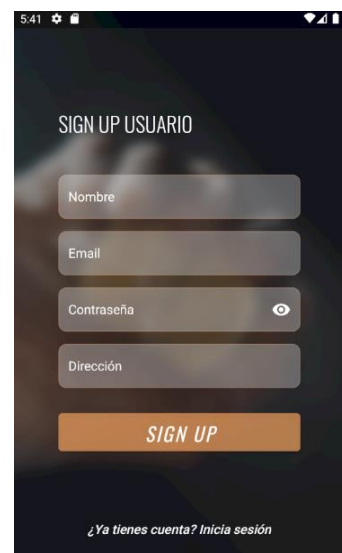 5:41
SIGN UP USUARIO
Nombre
Email
Contraseña
Dirección
SIGN UP
¿Ya tienes cuenta? Inicia sesión